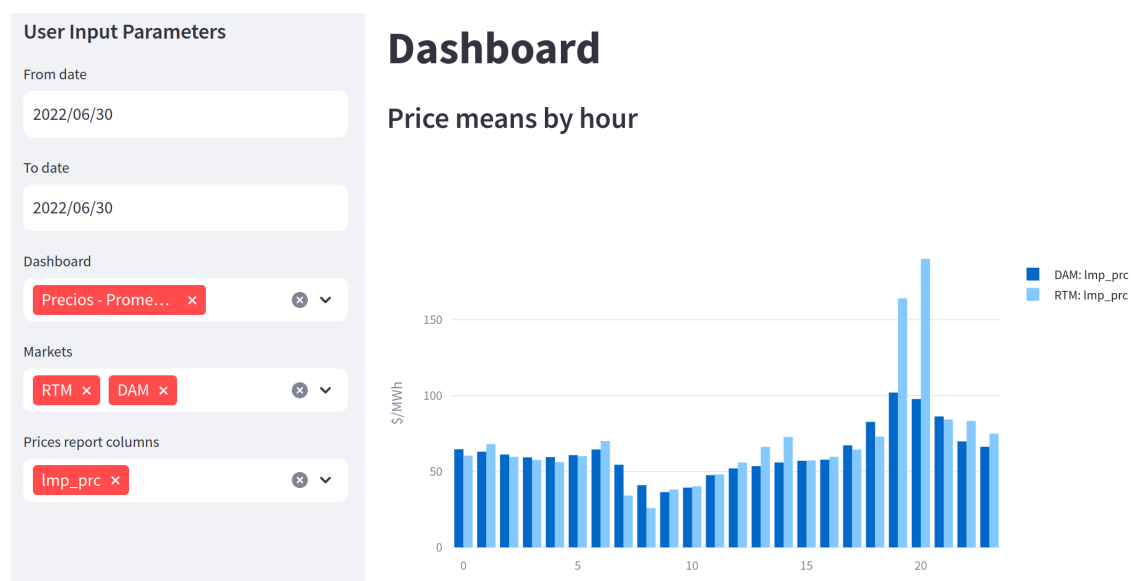 User Input Parameters
From date
2022/06/30
To date
2022/06/30
Dashboard
Precios - Prome...
Markets
RTM
DAM
Prices report columns
lmp_prc
Dashboard
Price means by hour
DAM: lmp_prc
RTM: lmp_prc
$/MWh
150
100
50
0
0 5 10 15 20